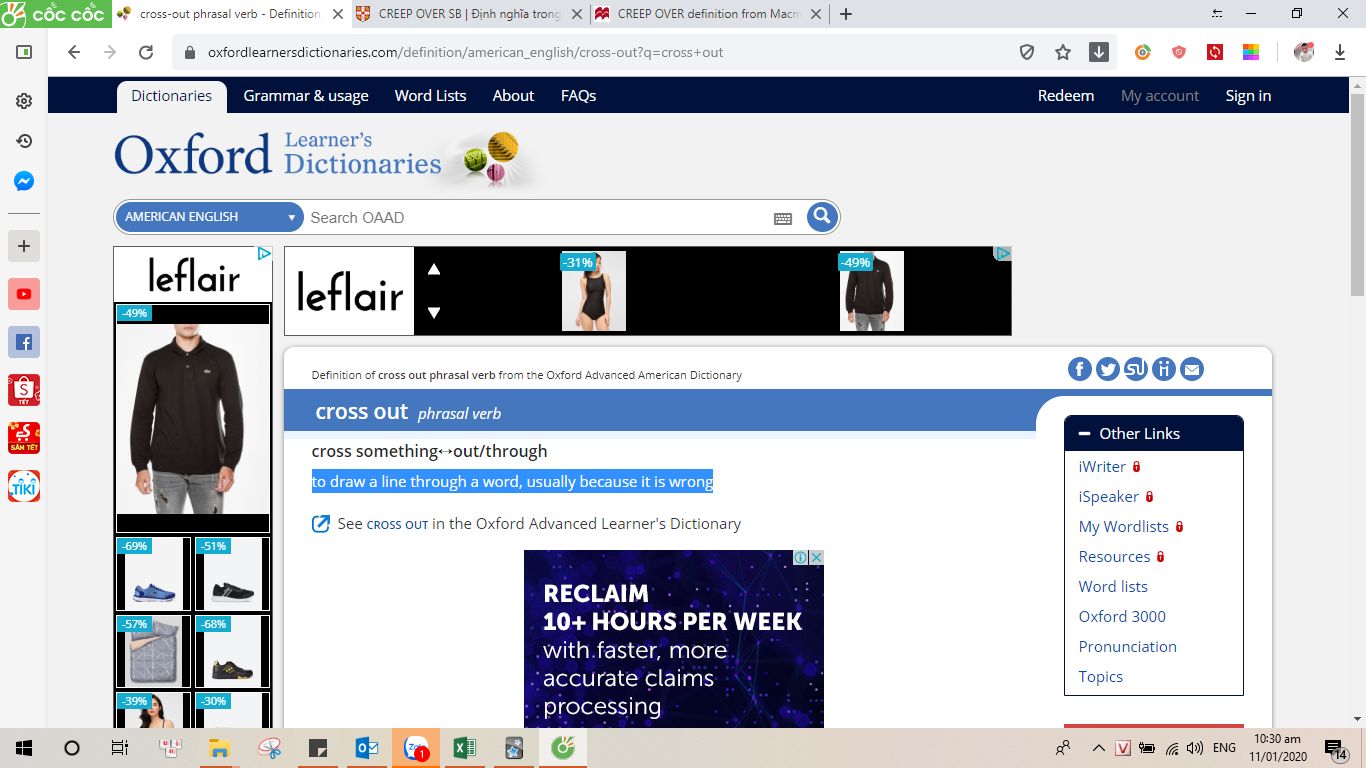 cốc cốc
cross-out phrasal verb - Definition
CREEP OVER SB | Định nghĩa trong
CREEP OVER definition from Macm
oxfordlearnersdictionaries.com/definition/american_english/cross-out?q=cross+out
Dictionaries Grammar & usage Word Lists About FAQs Redeem My account Sign in
Oxford Learner's Dictionaries
AMERICAN ENGLISH Search OAAD
leflair
-49%
leflair
-31%
-49%
Definition of cross out phrasal verb from the Oxford Advanced American Dictionary
cross out phrasal verb
cross something↔out/through
to draw a line through a word, usually because it is wrong
See CROSS OUT in the Oxford Advanced Learner's Dictionary
Other Links
iWriter
iSpeaker
My Wordlists
Resources
Word lists
Oxford 3000
Pronunciation
Topics
-69% -51%
-57% -68%
-39% -30%
RECLAIM
10+ HOURS PER WEEK
with faster, more
accurate claims
processing
TẾT
SẮM TẾT
TIKI
ENG
10:30 am
11/01/2020
14